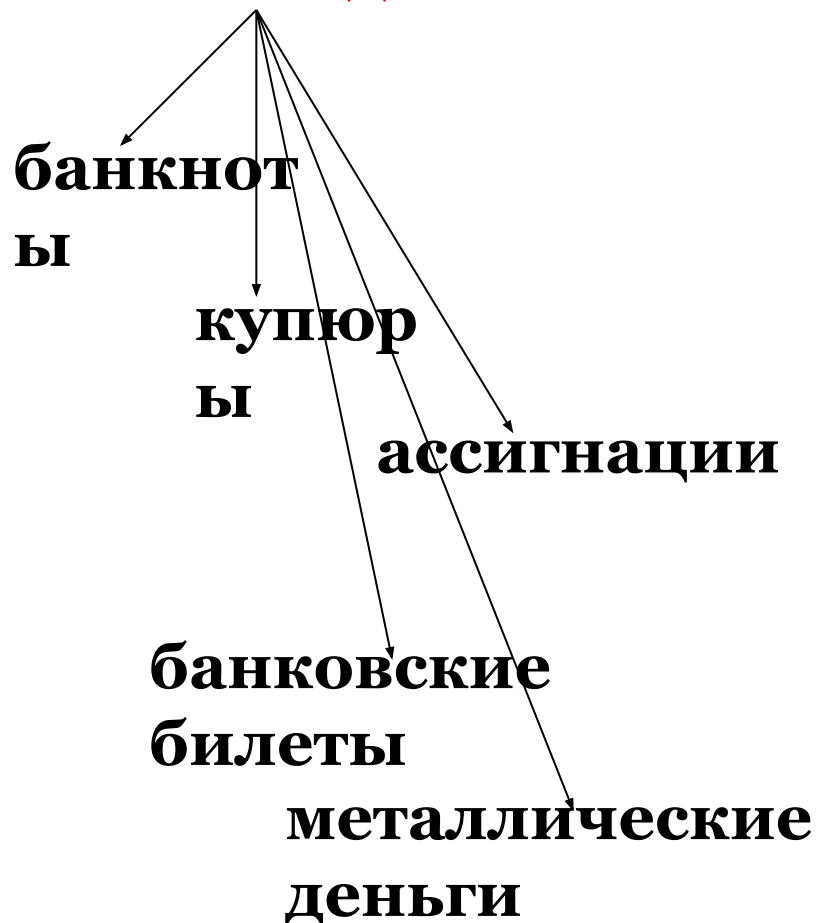 банкнот
ы
купюр
ы
ассигнации
банковские
билеты
металлические
деньги